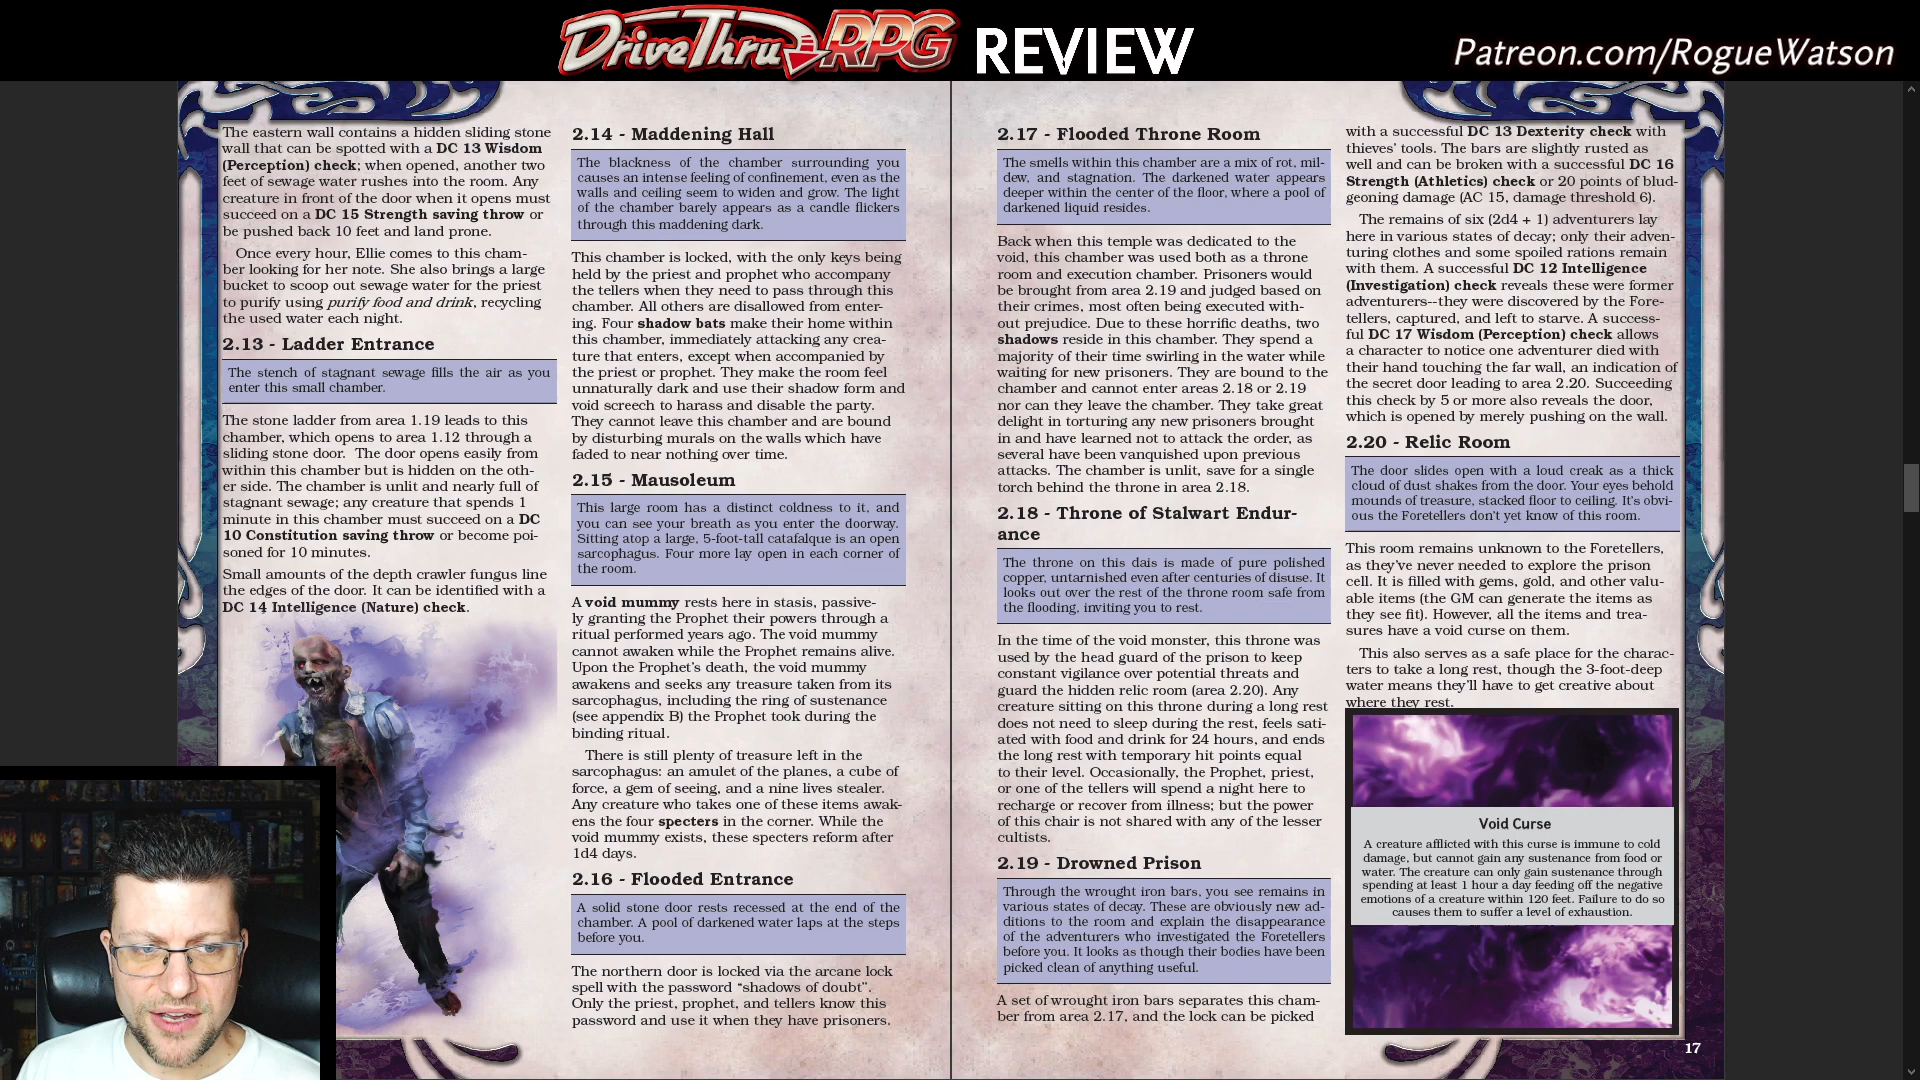 DriveThruRPG REVIEW
Patreon.com/RogueWatson
The eastern wall contains a hidden sliding stone
wall that can be spotted with a DC 13 Wisdom
(Perception) check; when opened, another two
feet of sewage water rushes into the room. Any
creature in front of the door when it opens must
succeed on a DC 15 Strength saving throw or
be pushed back 10 feet and land prone.
Once every hour, Ellie comes to this cham-
ber looking for her note. She also brings a large
bucket to scoop out sewage water for the priest
to purify using purify food and drink, recycling
the used water each night.
2.13 - Ladder Entrance
The stench of stagnant sewage fills the air as you
enter this small chamber.
The stone ladder from area 1.19 leads to this
chamber, which opens to area 1.12 through a
sliding stone door. The door opens easily from
within this chamber but is hidden on the oth-
er side. The chamber is unlit and nearly full of
stagnant sewage; any creature that spends 1
minute in this chamber must succeed on a DC
10 Constitution saving throw or become poi-
soned for 10 minutes.
Small amounts of the depth crawler fungus line
the edges of the door. It can be identified with a
DC 14 Intelligence (Nature) check.
2.14 - Maddening Hall
The blackness of the chamber surrounding you
causes an intense feeling of confinement, even as the
walls and ceiling seem to widen and grow. The light
of the chamber barely appears as a candle flickers
through this maddening dark.
This chamber is locked, with the only keys being
held by the priest and prophet who accompany
the tellers when they need to pass through this
chamber. All others are disallowed from enter-
ing. Four shadow bats make their home within
this chamber, immediately attacking any crea-
ture that enters, except when accompanied by
the priest or prophet. They make the room feel
unnaturally dark and use their shadow form and
void screech to harass and disable the party.
They cannot leave this chamber and are bound
by disturbing murals on the walls which have
faded to near nothing over time.
2.15 - Mausoleum
This large room has a distinct coldness to it, and
you can see your breath as you enter the doorway.
Sitting atop a large, 5-foot-tall catafalque is an open
sarcophagus. Four more lay open in each corner of
the room.
A void mummy rests here in stasis, passive-
ly granting the Prophet their powers through a
ritual performed years ago. The void mummy
cannot awaken while the Prophet remains alive.
Upon the Prophet's death, the void mummy
awakens and seeks any treasure taken from its
sarcophagus, including the ring of sustenance
(see appendix B) the Prophet took during the
binding ritual.
There is still plenty of treasure left in the
sarcophagus: an amulet of the planes, a cube of
force, a gem of seeing, and a nine lives stealer.
Any creature who takes one of these items awak-
ens the four specters in the corner. While the
void mummy exists, these specters reform after
1d4 days.
2.16 - Flooded Entrance
A solid stone door rests recessed at the end of the
chamber. A pool of darkened water laps at the steps
before you.
The northern door is locked via the arcane lock
spell with the password "shadows of doubt".
Only the priest, prophet, and tellers know this
password and use it when they have prisoners.
2.17 - Flooded Throne Room
The smells within this chamber are a mix of rot, mil-
dew, and stagnation. The darkened water appears
deeper within the center of the floor, where a pool of
darkened liquid resides.
Back when this temple was dedicated to the
void, this chamber was used both as a throne
room and execution chamber. Prisoners would
be brought from area 2.19 and judged based on
their crimes, most often being executed with-
out prejudice. Due to these horrific deaths, two
shadows reside in this chamber. They spend a
majority of their time swirling in the water while
waiting for new prisoners. They are bound to the
chamber and cannot enter areas 2.18 or 2.19
nor can they leave the chamber. They take great
delight in torturing any new prisoners brought
in and have learned not to attack the order, as
several have been vanquished upon previous
attacks. The chamber is unlit, save for a single
torch behind the throne in area 2.18.
2.18 - Throne of Stalwart Endur-
ance
The throne on this dais is made of pure polished
copper, untarnished even after centuries of disuse. It
looks out over the rest of the throne room safe from
the flooding, inviting you to rest.
In the time of the void monster, this throne was
used by the head guard of the prison to keep
constant vigilance over potential threats and
guard the hidden relic room (area 2.20). Any
creature sitting on this throne during a long rest
does not need to sleep during the rest, feels sati-
ated with food and drink for 24 hours, and ends
the long rest with temporary hit points equal
to their level. Occasionally, the Prophet, priest,
or one of the tellers will spend a night here to
recharge or recover from illness; but the power
of this chair is not shared with any of the lesser
cultists.
2.19 - Drowned Prison
Through the wrought iron bars, you see remains in
various states of decay. These are obviously new ad-
ditions to the room and explain the disappearance
of the adventurers who investigated the Foretellers
before you. It looks as though their bodies have been
picked clean of anything useful.
A set of wrought iron bars separates this cham-
ber from area 2.17, and the lock can be picked
with a successful DC 13 Dexterity check with
thieves' tools. The bars are slightly rusted as
well and can be broken with a successful DC 16
Strength (Athletics) check or 20 points of blud-
geoning damage (AC 15, damage threshold 6).
The remains of six (2d4 + 1) adventurers lay
here in various states of decay; only their adven-
turing clothes and some spoiled rations remain
with them. A successful DC 12 Intelligence
(Investigation) check reveals these were former
adventurers--they were discovered by the Fore-
tellers, captured, and left to starve. A success-
ful DC 17 Wisdom (Perception) check allows
a character to notice one adventurer died with
their hand touching the far wall, an indication of
the secret door leading to area 2.20. Succeeding
this check by 5 or more also reveals the door,
which is opened by merely pushing on the wall.
2.20 - Relic Room
The door slides open with a loud creak as a thick
cloud of dust shakes from the door. Your eyes behold
mounds of treasure, stacked floor to ceiling. It's obvi-
ous the Foretellers don't yet know of this room.
This room remains unknown to the Foretellers,
as they've never needed to explore the prison
cell. It is filled with gems, gold, and other valu-
able items (the GM can generate the items as
they see fit). However, all the items and trea-
sures have a void curse on them.
This also serves as a safe place for the charac-
ters to take a long rest, though the 3-foot-deep
water means they'll have to get creative about
where they rest.
Void Curse
A creature afflicted with this curse is immune to cold
damage, but cannot gain any sustenance from food or
water. The creature can only gain sustenance through
spending at least 1 hour a day feeding off the negative
emotions of a creature within 120 feet. Failure to do so
causes them to suffer a level of exhaustion.
17